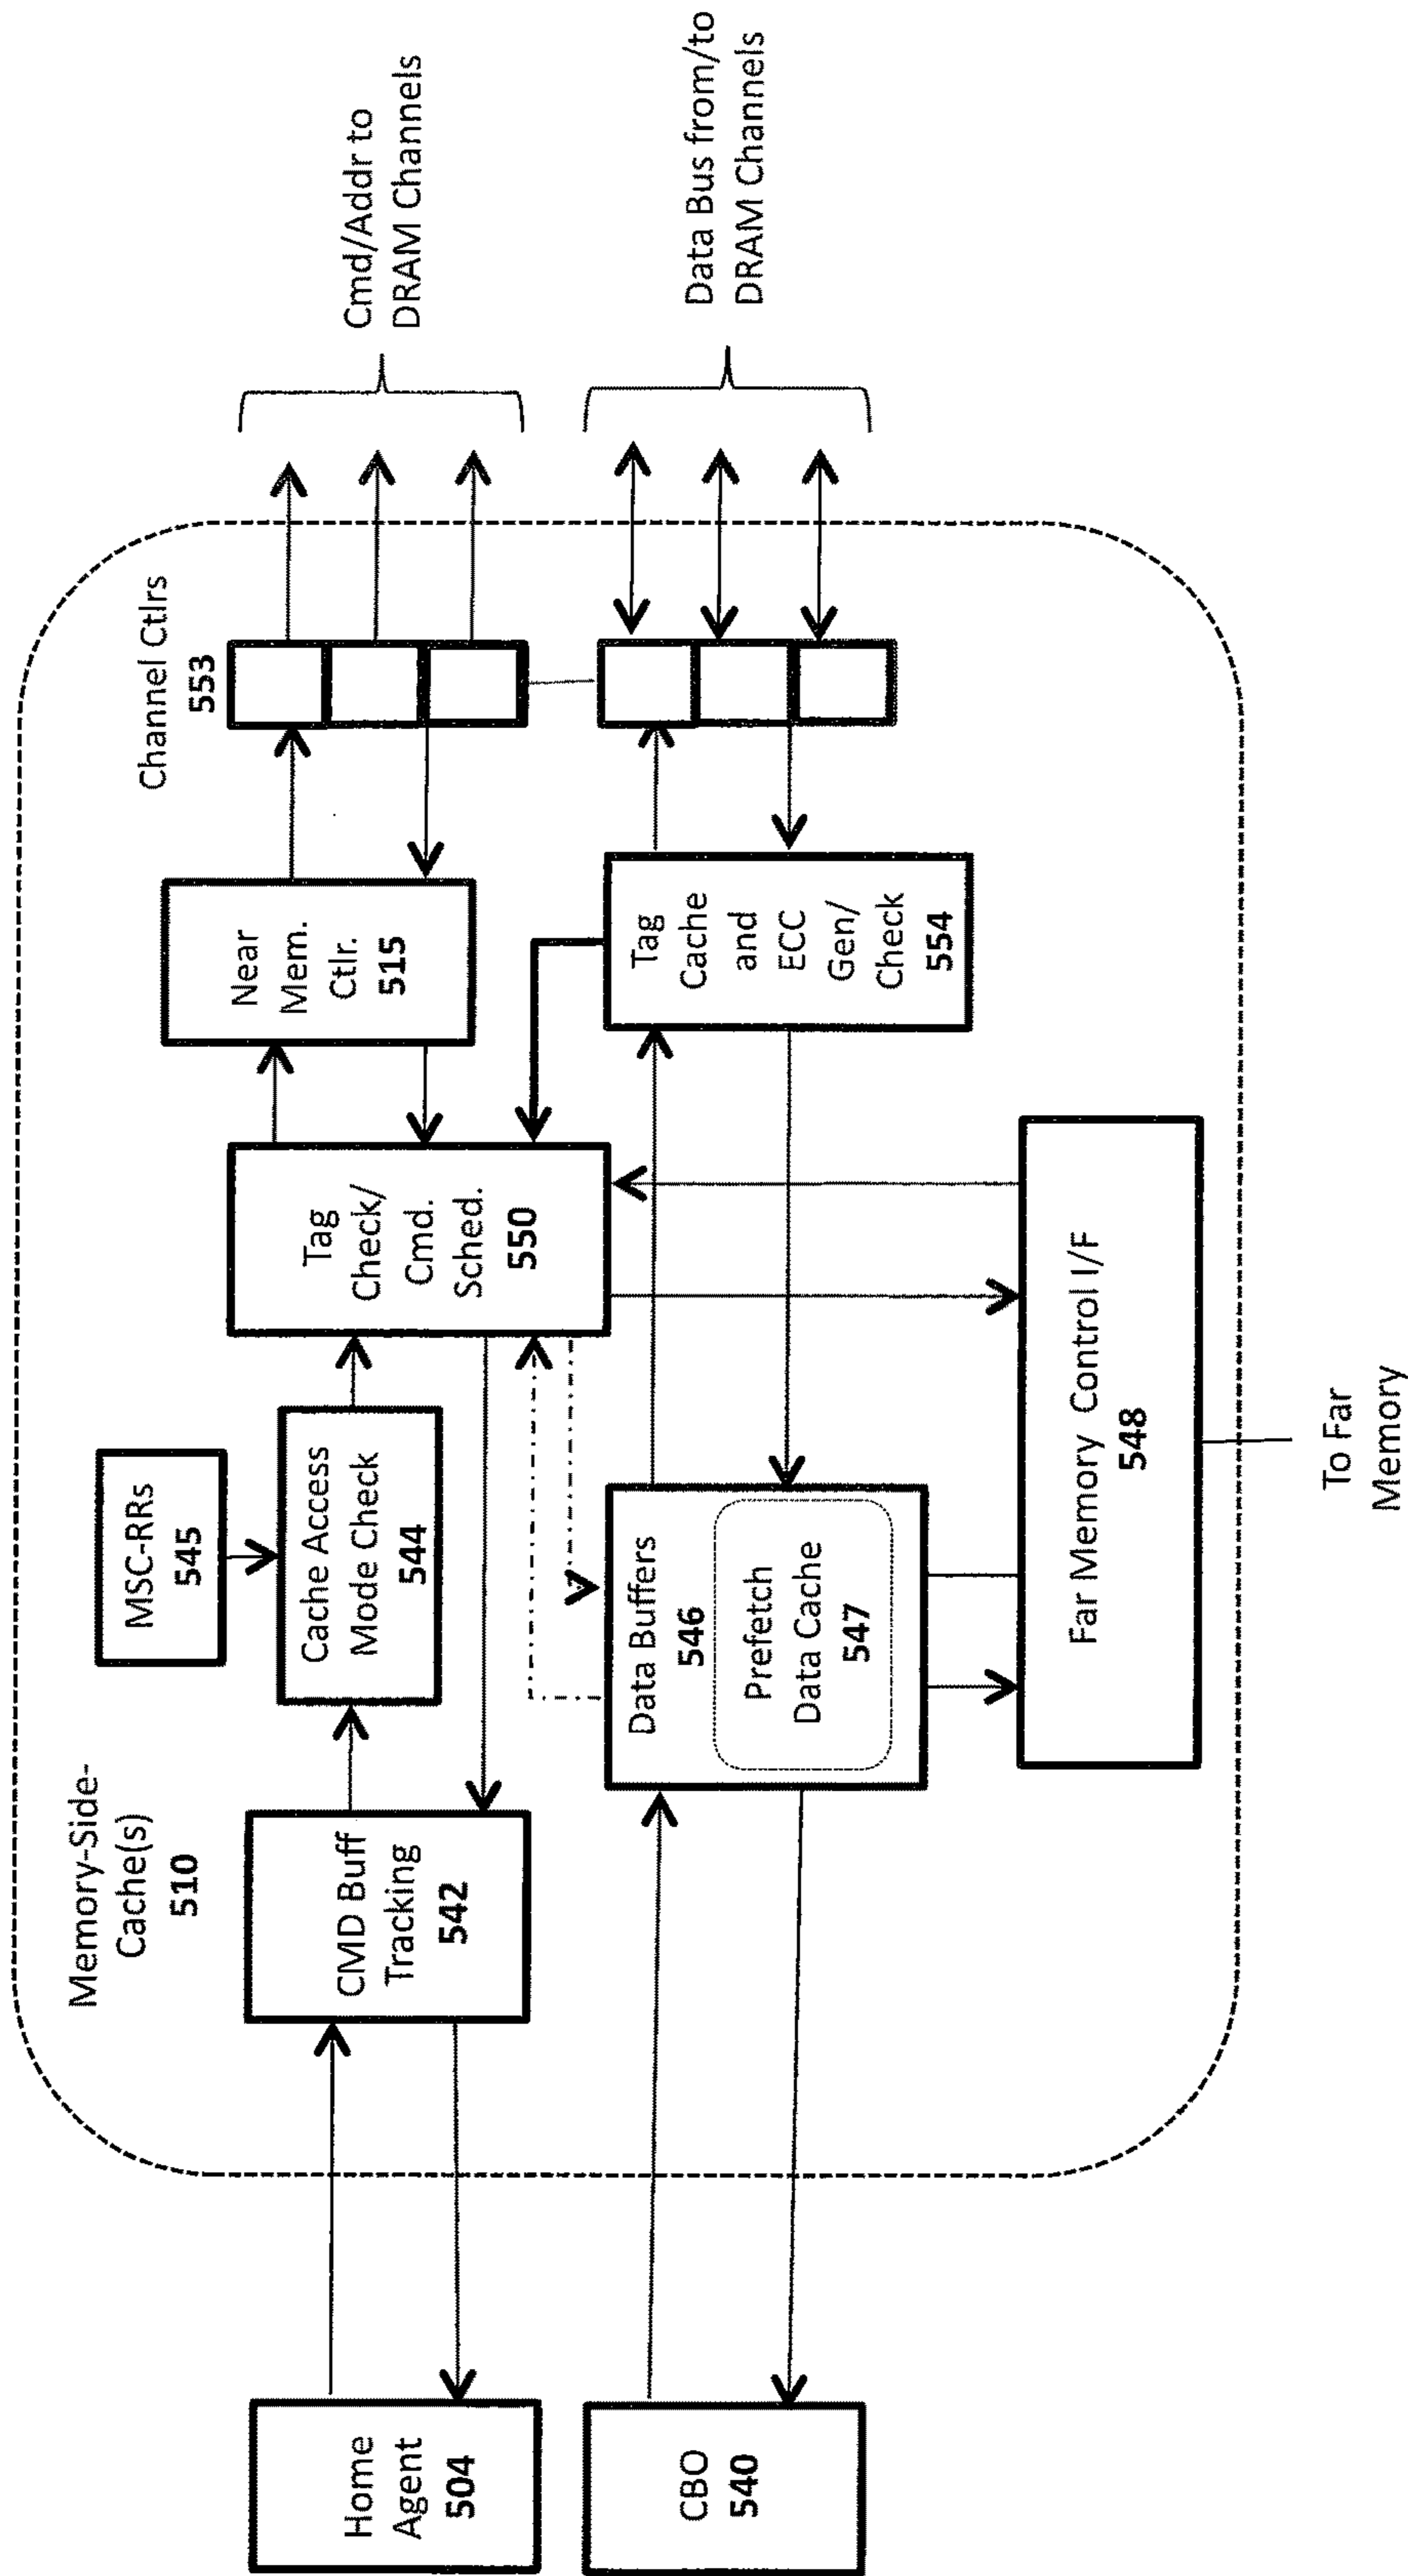 Memory-Side-
Cache(s)
510
Home
Agent
504
CBO
540
CMD Buff
Tracking
542
MSC-RRs
545
Cache Access
Mode Check
544
Data Buffers
546
Prefetch
Data Cache
547
Tag
Check/
Cmd.
Sched.
550
Near
Mem.
Ctlr.
515
Tag
Cache
and
ECC
Gen/
Check
554
Channel Ctlrs
553
Cmd/Addr to
DRAM Channels
Data Bus from/to
DRAM Channels
Far Memory Control I/F
548
To Far
Memory